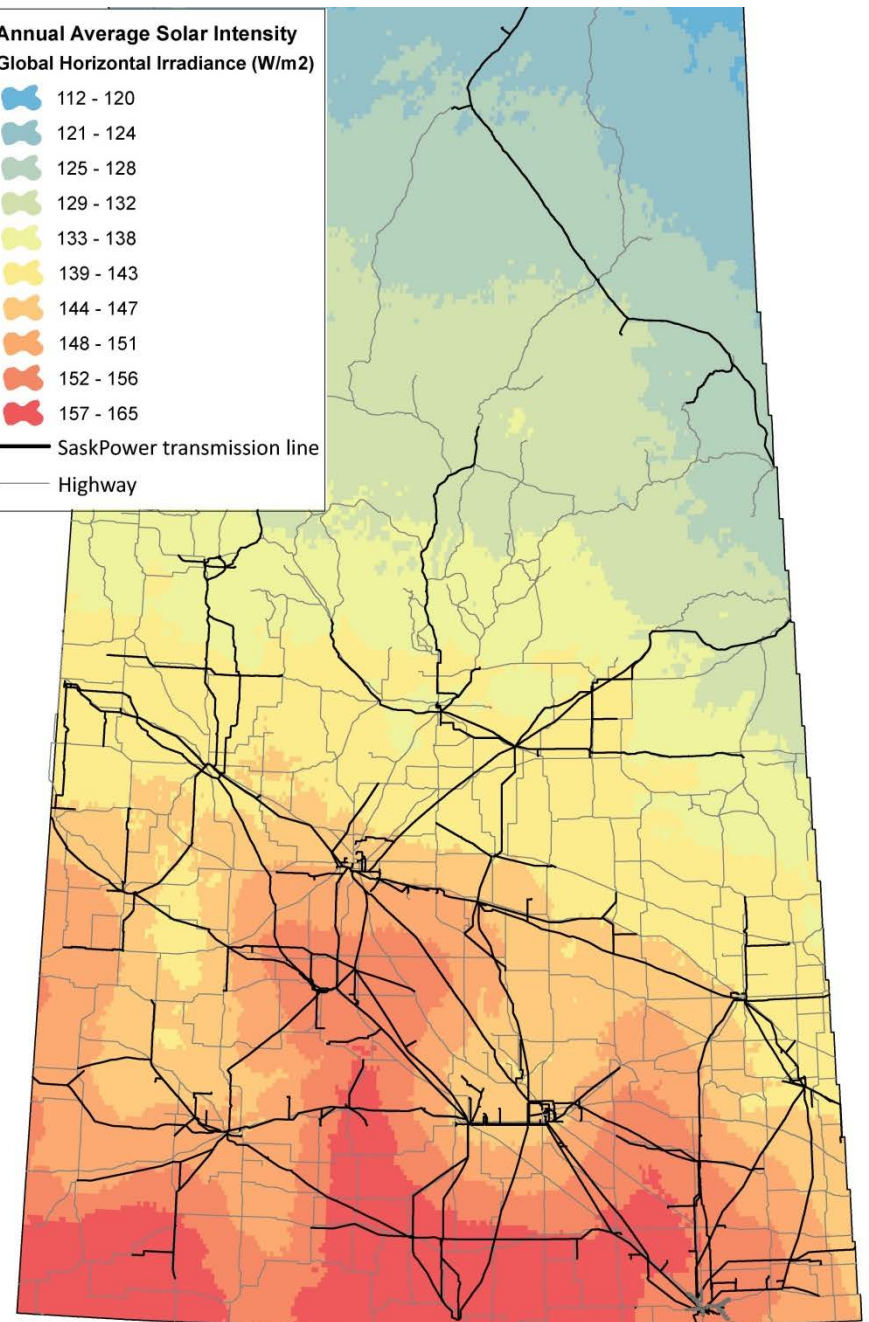 Annual Average Solar Intensity
Global Horizontal Irradiance (W/m2)
112 - 120
121 - 124
125 - 128
129 - 132
133 - 138
139 - 143
144 - 147
148 - 151
152 - 156
157 - 165
SaskPower transmission line
Highway